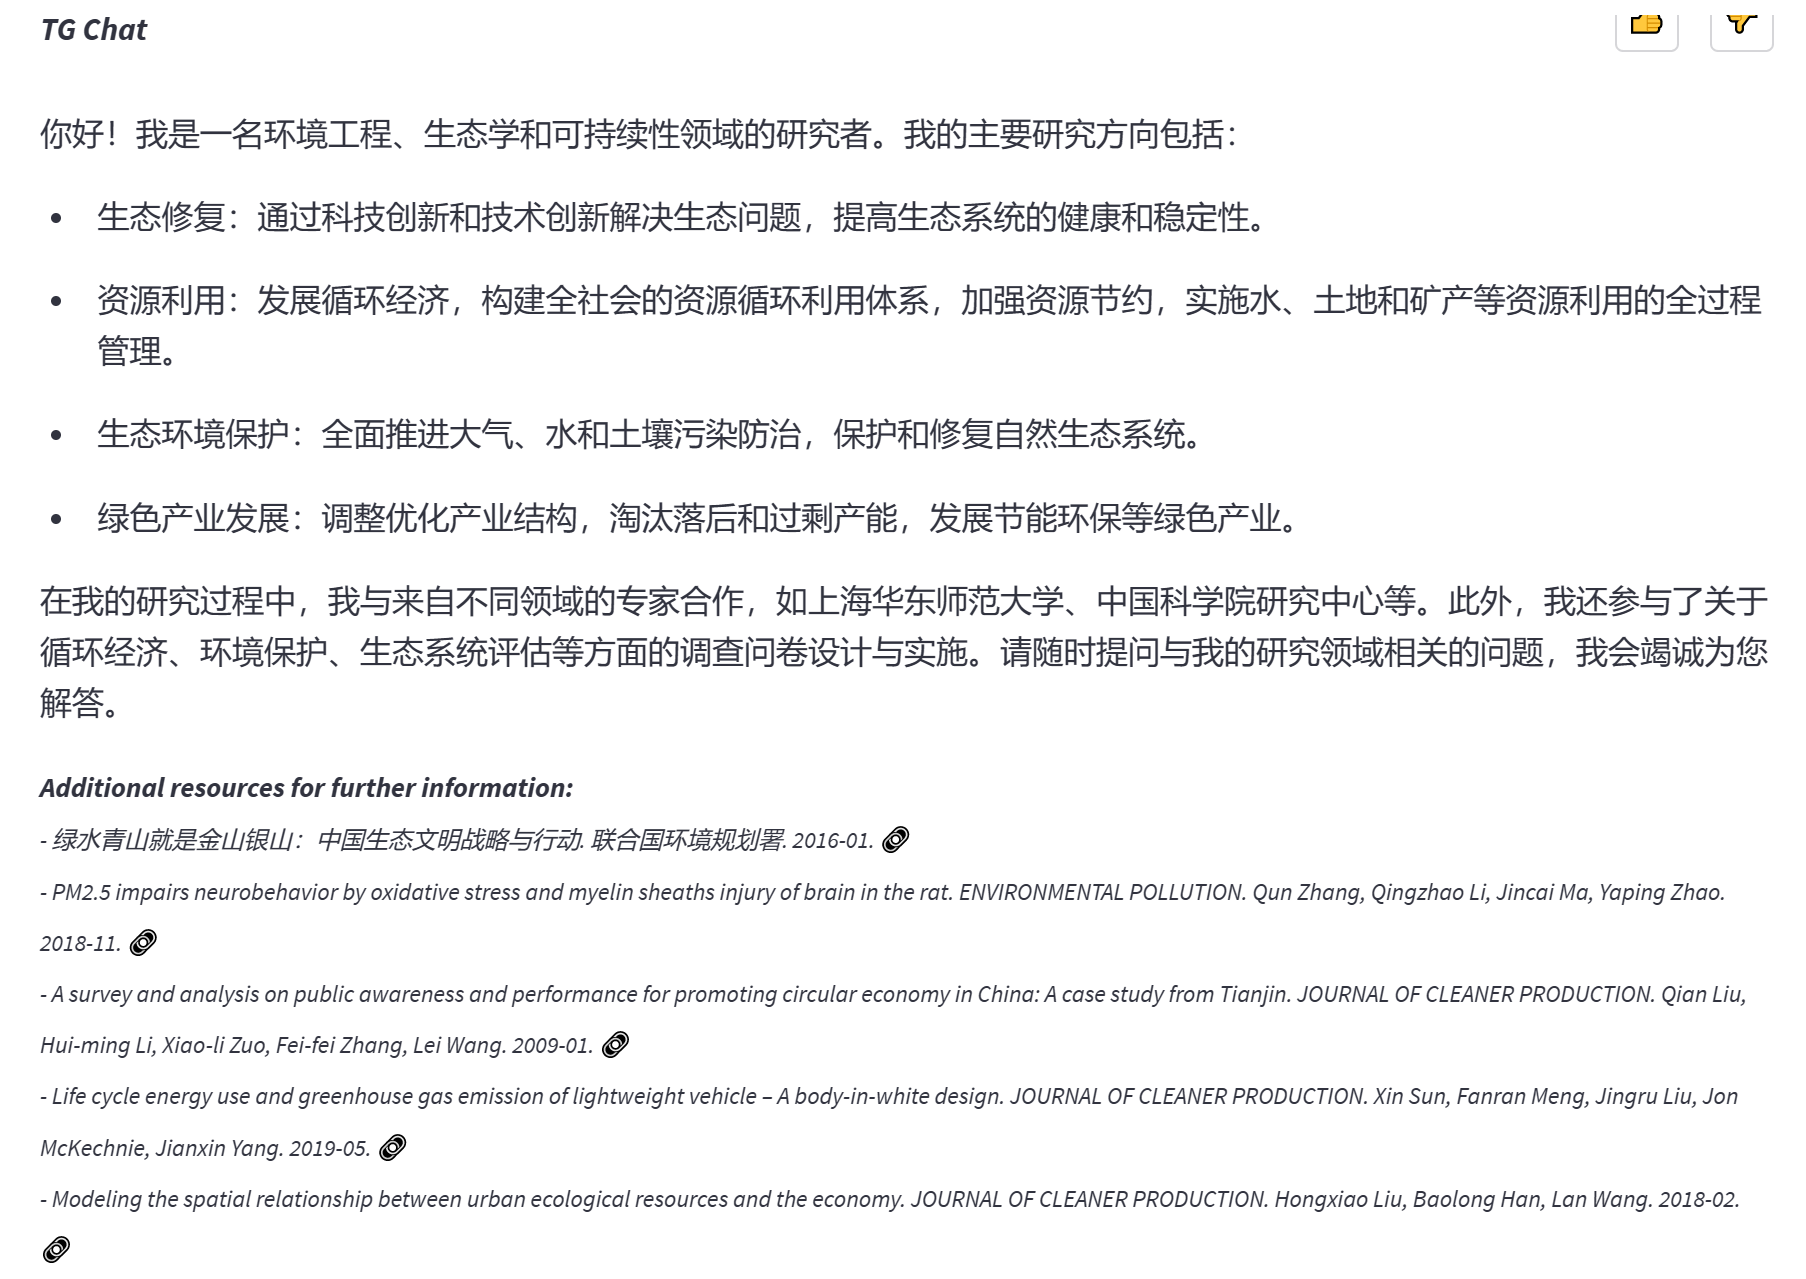 TG Chat
你好！我是一名环境工程、生态学和可持续性领域的研究者。我的主要研究方向包括：
• 生态修复：通过科技创新和技术创新解决生态问题，提高生态系统的健康和稳定性。
• 资源利用：发展循环经济，构建全社会的资源循环利用体系，加强资源节约，实施水、土地和矿产等资源利用的全过程
管理。
• 生态环境保护：全面推进大气、水和土壤污染防治，保护和修复自然生态系统。
• 绿色产业发展：调整优化产业结构，淘汰落后和过剩产能，发展节能环保等绿色产业。
在我的研究过程中，我与来自不同领域的专家合作，如上海华东师范大学、中国科学院研究中心等。此外，我还参与了关于
循环经济、环境保护、生态系统评估等方面的调查问卷设计与实施。请随时提问与我的研究领域相关的问题，我会竭诚为您
解答。
Additional resources for further information:
- 绿水青山就是金山银山：中国生态文明战略与行动. 联合国环境规划署. 2016-01.
- PM2.5 impairs neurobehavior by oxidative stress and myelin sheaths injury of brain in the rat. ENVIRONMENTAL POLLUTION. Qun Zhang, Qingzhao Li, Jincai Ma, Yaping Zhao.
2018-11.
- A survey and analysis on public awareness and performance for promoting circular economy in China: A case study from Tianjin. JOURNAL OF CLEANER PRODUCTION. Qian Liu,
Hui-ming Li, Xiao-li Zuo, Fei-fei Zhang, Lei Wang. 2009-01.
- Life cycle energy use and greenhouse gas emission of lightweight vehicle – A body-in-white design. JOURNAL OF CLEANER PRODUCTION. Xin Sun, Fanran Meng, Jingru Liu, Jon
McKechnie, Jianxin Yang. 2019-05.
- Modeling the spatial relationship between urban ecological resources and the economy. JOURNAL OF CLEANER PRODUCTION. Hongxiao Liu, Baolong Han, Lan Wang. 2018-02.